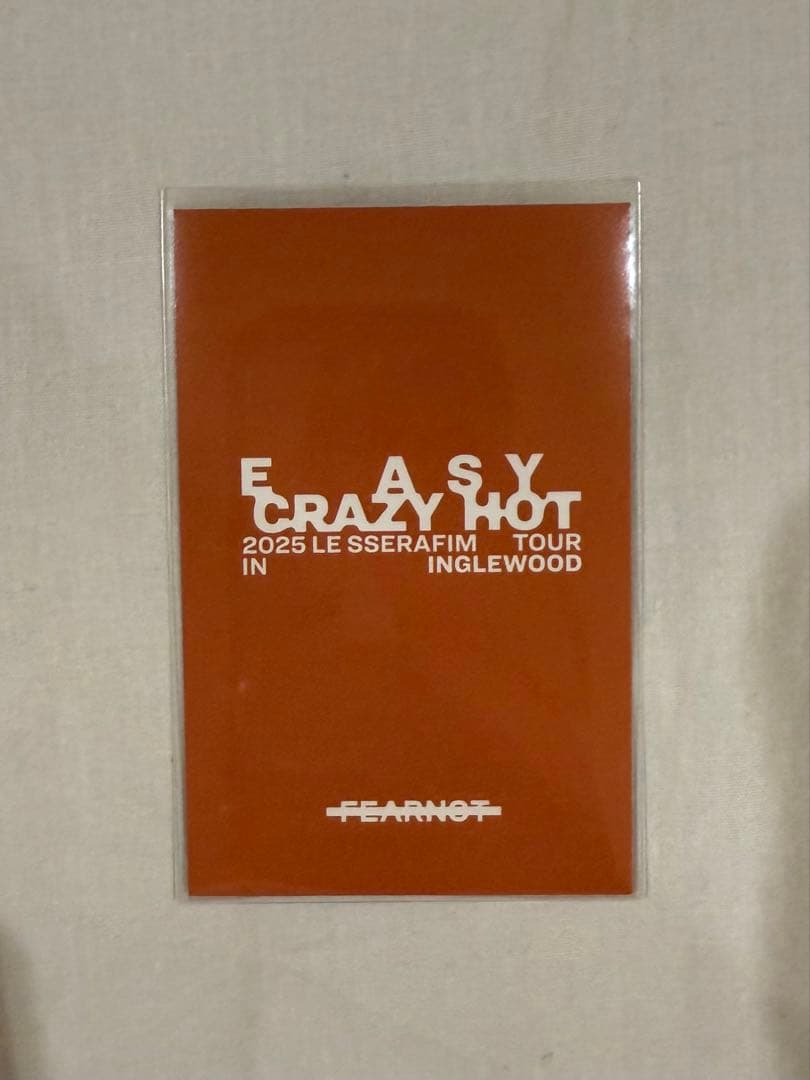 EASY
CRAZY HOT
2025 LE SSERAFIM TOUR
IN INGLEWOOD
FEARNOT